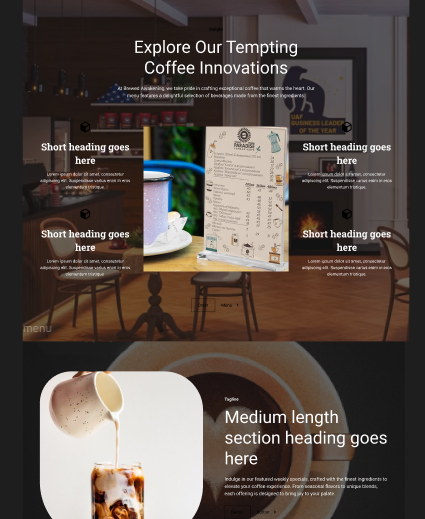 Explore Our Tempting
Coffee Innovations
At Brewed Awakening, we take pride in crafting exceptional coffee that warms the heart. Our
menu features a delightful selection of beverages made from the finest ingredients.
UAF
BUSINESS LEADER
OF THE YEAR
Short heading goes
here
Lorem ipsum dolor sit amet, consectetur
adipiscing elit. Suspendisse varius enim in eros
elementum tristique.
PARADISE
Short heading goes
here
Lorem ipsum dolor sit amet, consectetur
adipiscing elit. Suspendisse varius enim in eros
elementum tristique.
Short heading goes
here
Lorem ipsum dolor sit amet, consectetur
adipiscing elit. Suspendisse varius enim in eros
elementum tristique.
Short heading goes
here
Lorem ipsum dolor sit amet, consectetur
adipiscing elit. Suspendisse varius enim in eros
elementum tristique.
menu
Tagline
Medium length
section heading goes
here
Indulge in our featured weekly specials, crafted with the finest ingredients to
elevate your coffee experience. From seasonal flavors to unique blends,
each offering is designed to bring joy to your palate.